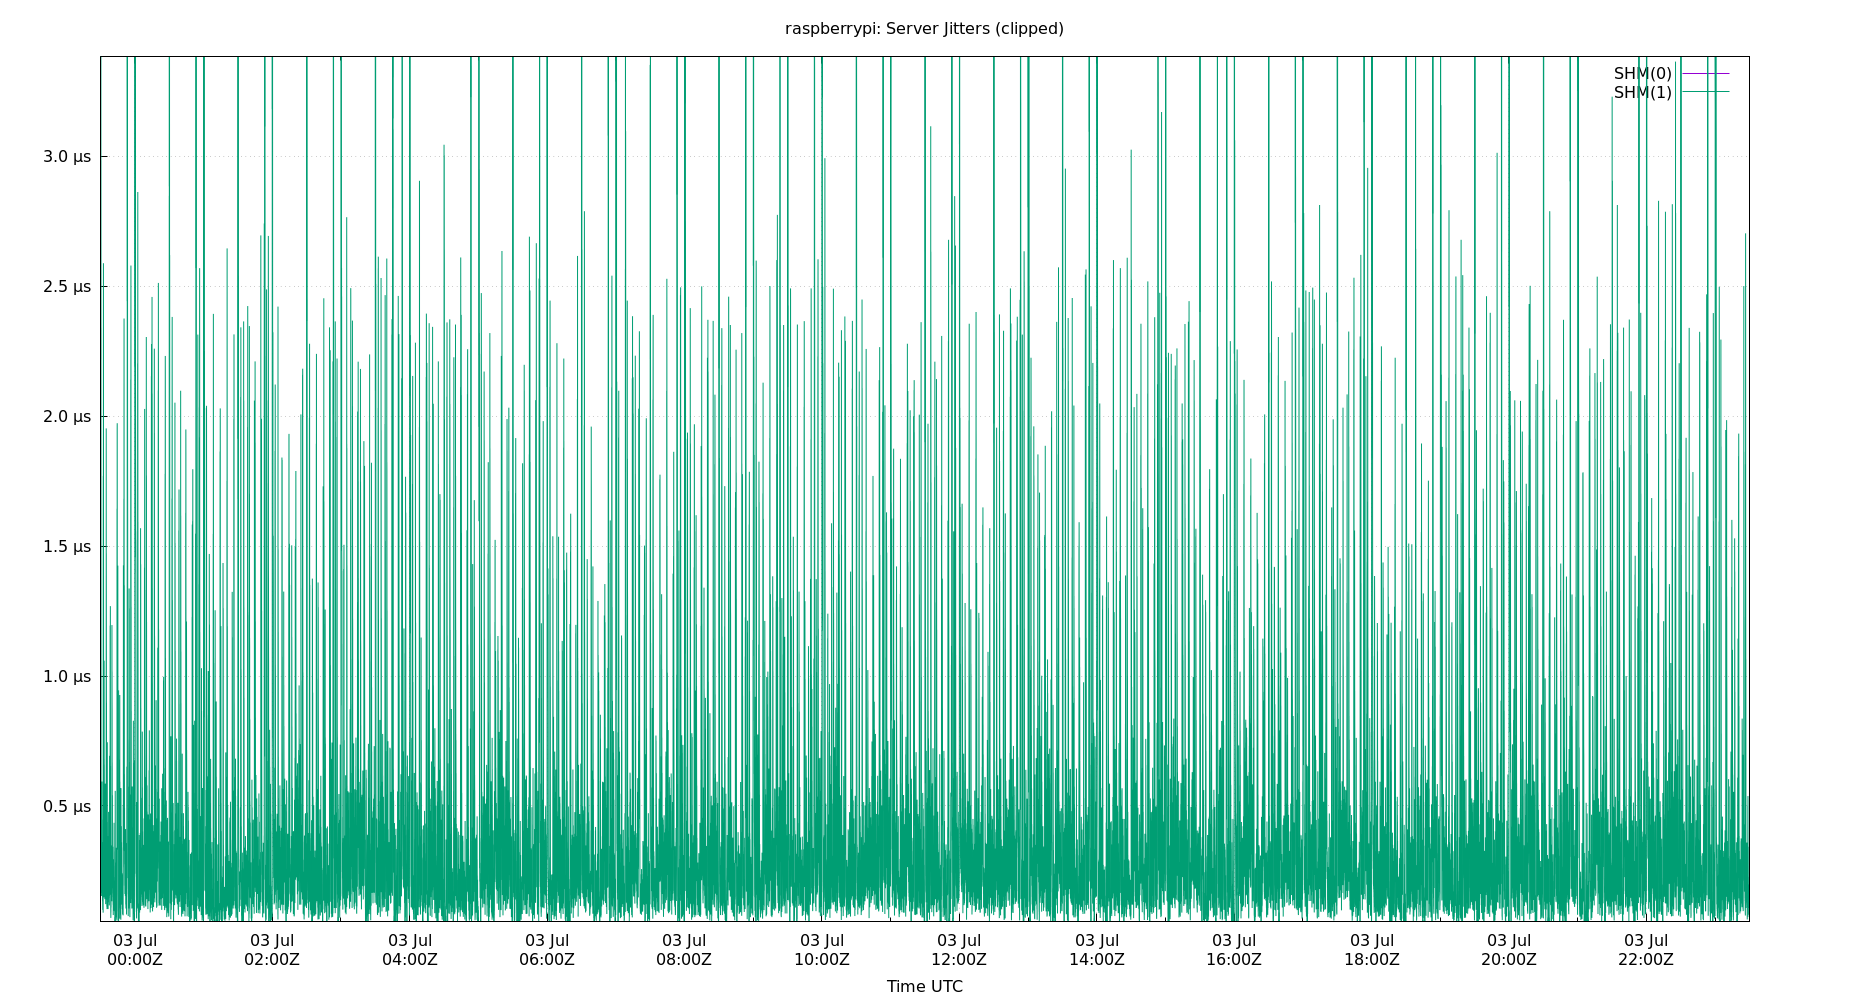 raspberrypi: Server Jitters (clipped)
SHM(0)
SHM(1)
3.0 µs
2.5 µs
2.0 µs
1.5 µs
1.0 µs
0.5 µs
03 Jul 03 Jul 03 Jul 03 Jul 03 Jul 03 Jul 03 Jul 03 Jul 03 Jul 03 Jul 03 Jul 03 Jul
00:00Z 02:00Z 04:00Z 06:00Z 08:00Z 10:00Z 12:00Z 14:00Z 16:00Z 18:00Z 20:00Z 22:00Z
Time UTC